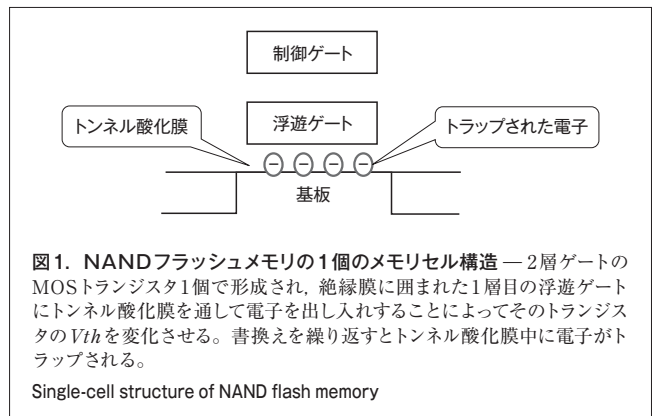 制御ゲート
トンネル酸化膜
浮遊ゲート
トラップされた電子
− − − −
基板
図1. NANDフラッシュメモリの1個のメモリセル構造 — 2層ゲートの
MOSトランジスタ1個で形成され，絶縁膜に囲まれた1層目の浮遊ゲート
にトンネル酸化膜を通して電子を出し入れすることによってそのトランジス
タのVthを変化させる。書換えを繰り返すとトンネル酸化膜中に電子がト
ラップされる。
Single-cell structure of NAND flash memory